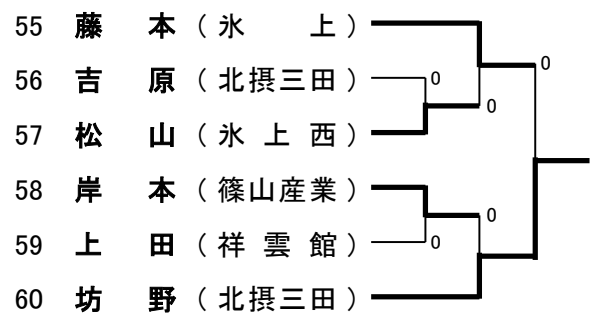 55 藤 本 ( 氷 上 ) 0
56 吉 原 ( 北摂三田 ) 0
0
57 松 山 ( 氷 上 西 )
58 岸 本 ( 篠山産業 )
0
59 上 田 ( 祥 雲 館 ) 0
60 坊 野 ( 北摂三田 )